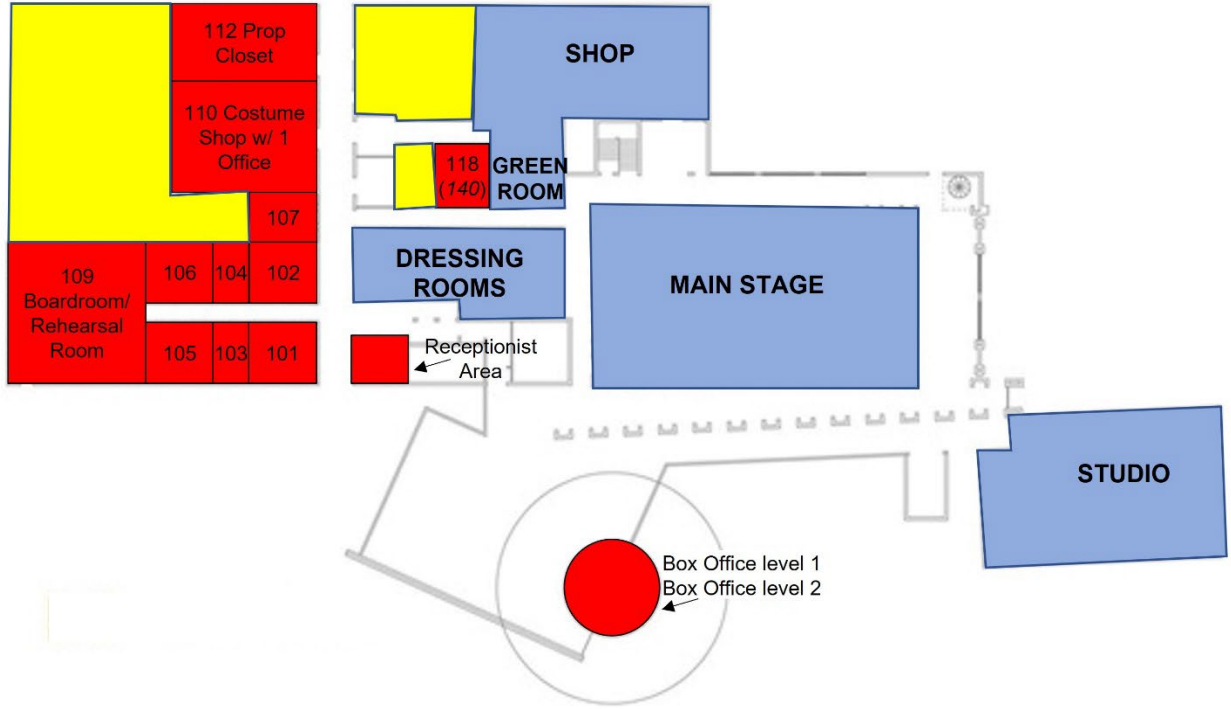 112 Prop
Closet
SHOP
110 Costume
Shop w/ 1
Office
118
(140)
GREEN
ROOM
107
109
Boardroom/
Rehearsal
Room
106
104
102
DRESSING
ROOMS
MAIN STAGE
105
103
101
Receptionist
Area
STUDIO
Box Office level 1
Box Office level 2